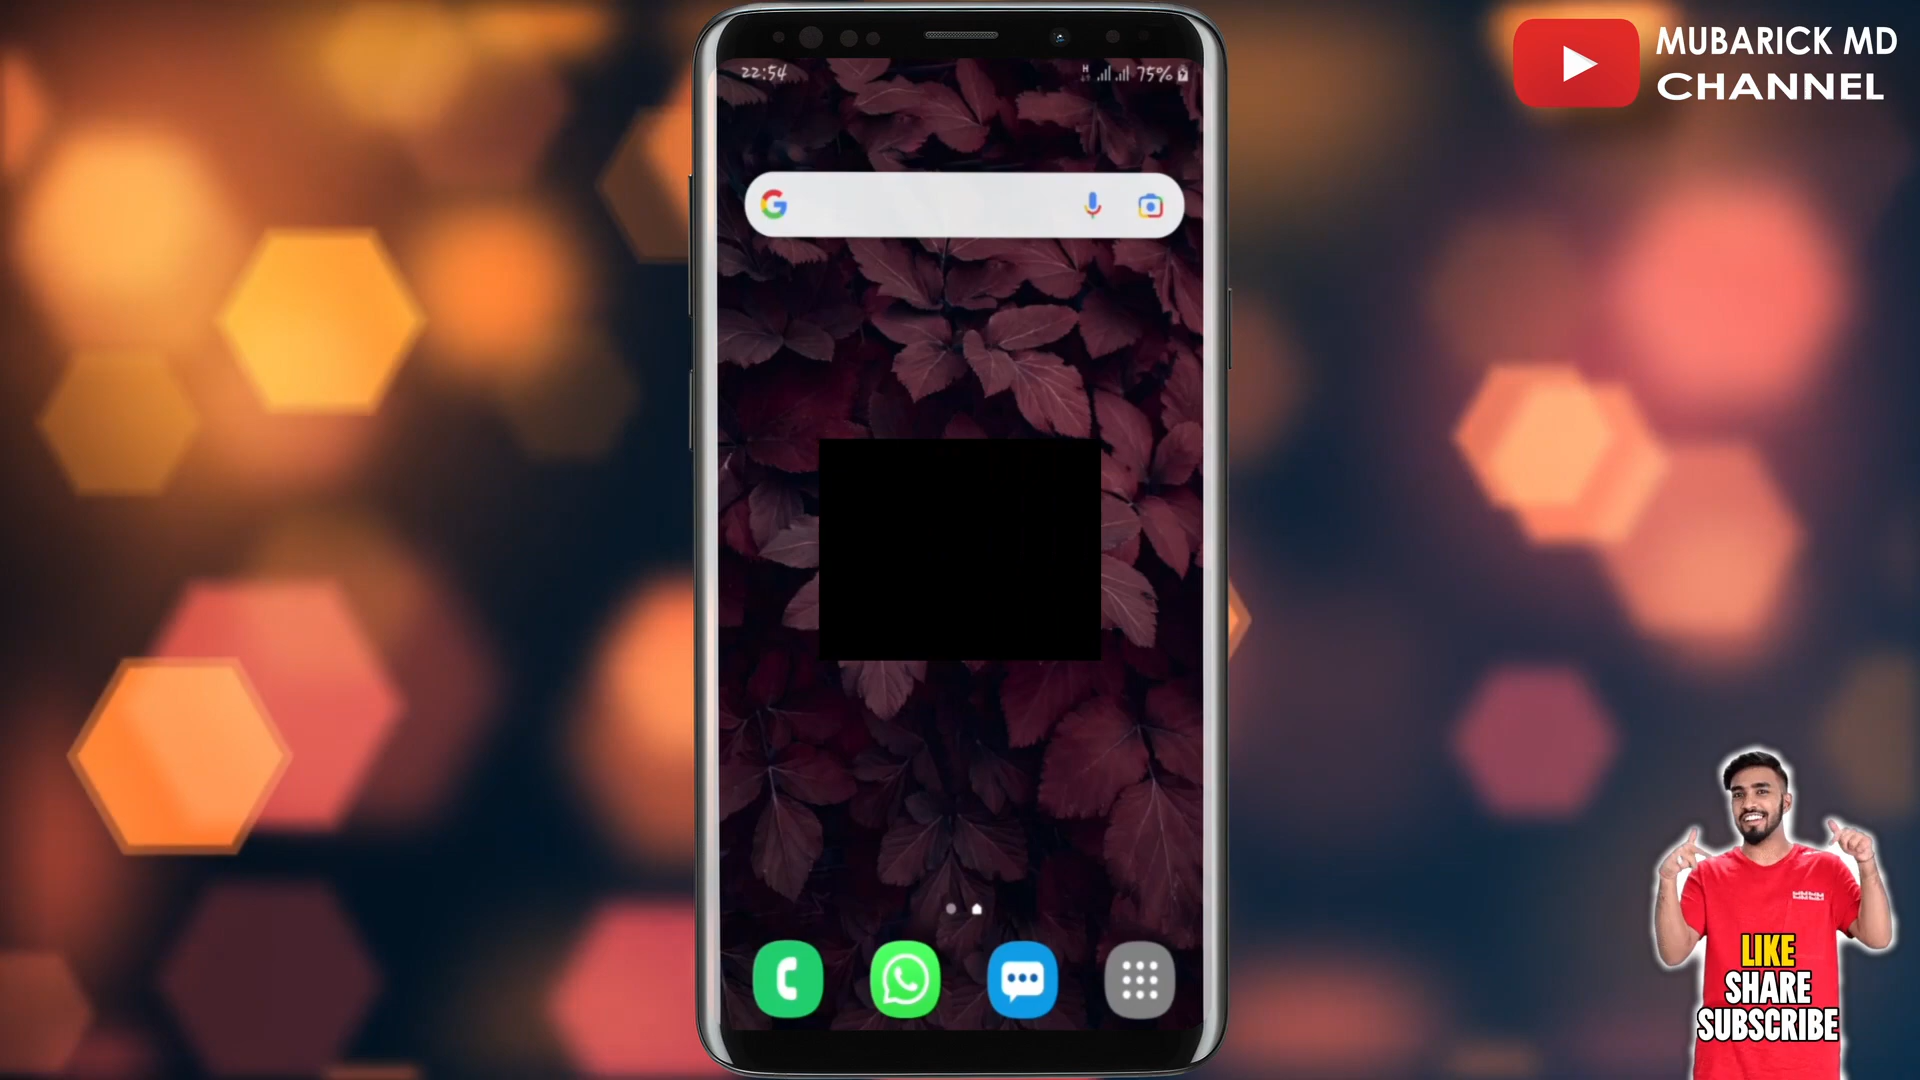 MUBARICK MD
CHANNEL
22:54
H
75%
LIKE
SHARE
SUBSCRIBE